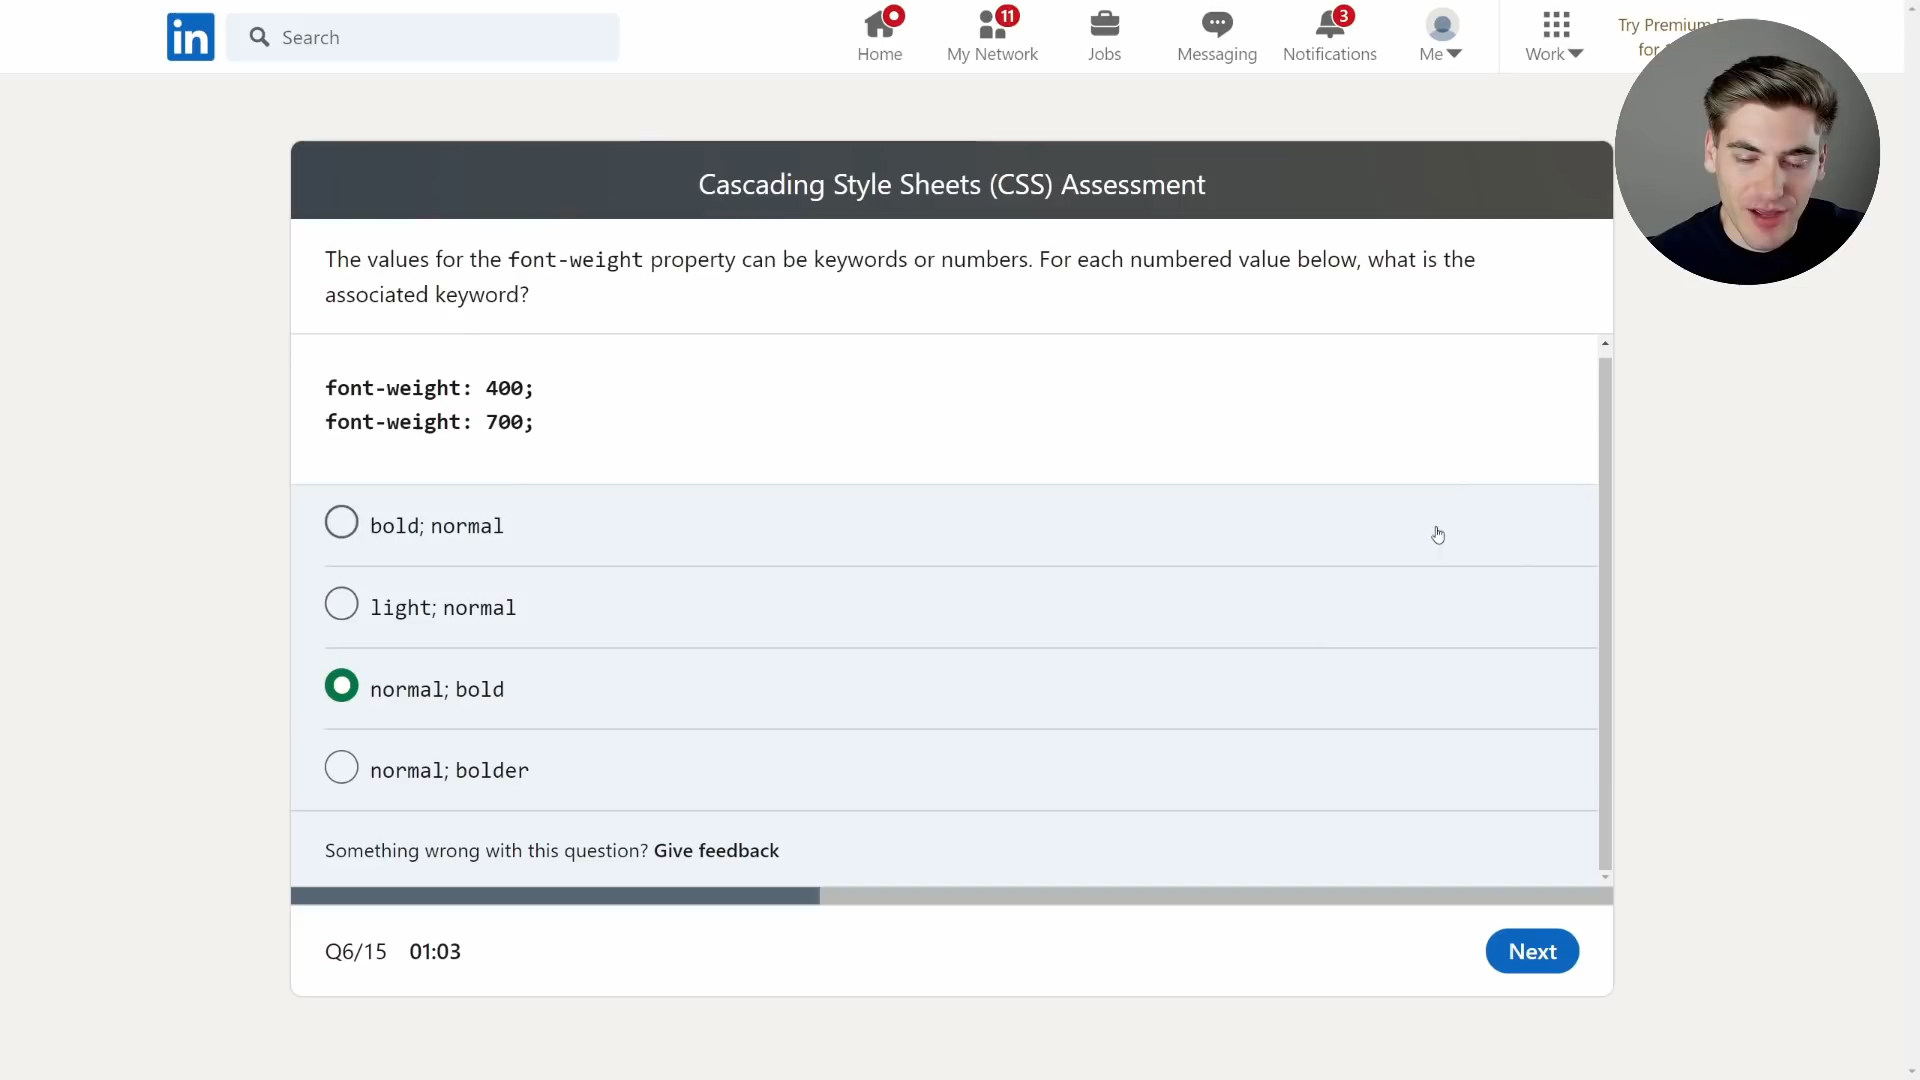 in
Search
Home
11
My Network
Jobs
Messaging
3
Notifications
Me
Work
Try Premium
for
Cascading Style Sheets (CSS) Assessment
The values for the font-weight property can be keywords or numbers. For each numbered value below, what is the
associated keyword?
font-weight: 400;
font-weight: 700;
bold; normal
light; normal
normal; bold
normal; bolder
Something wrong with this question? Give feedback
Q6/15 01:03
Next